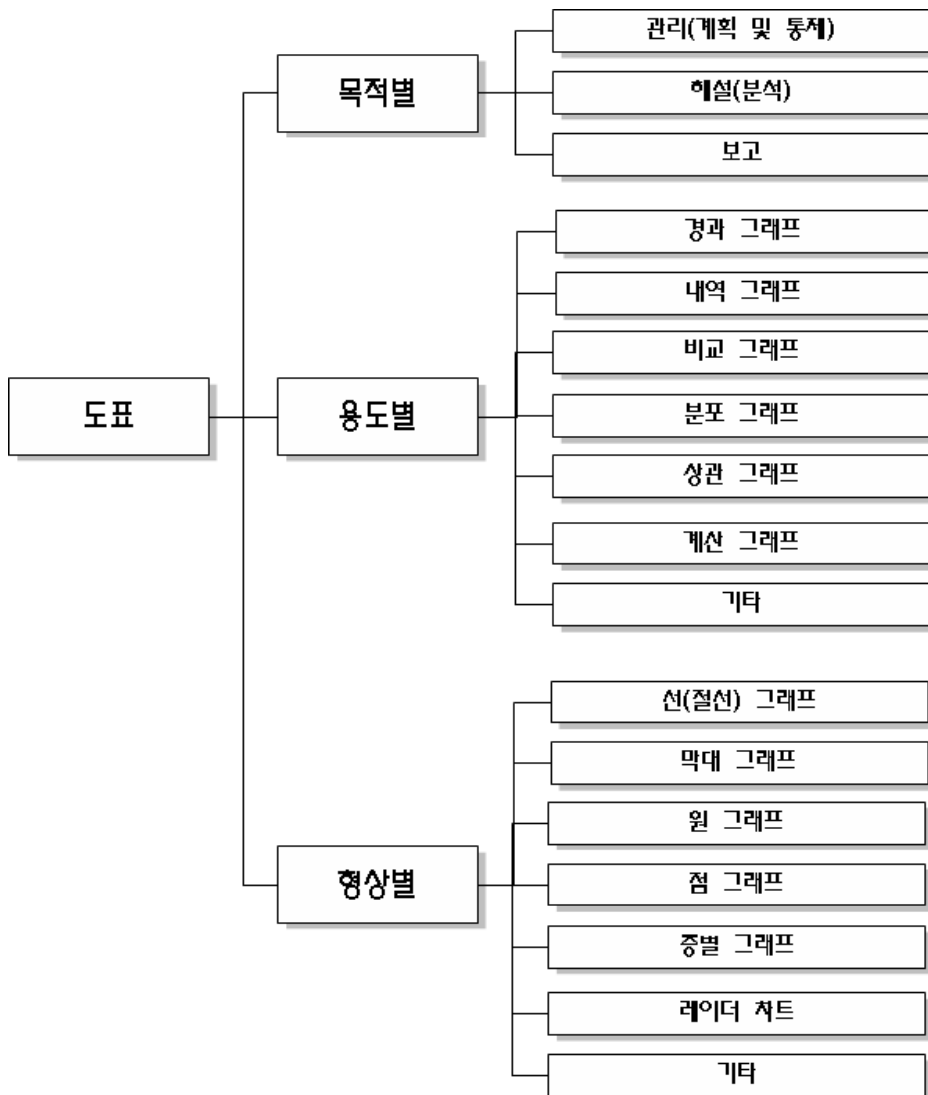 도표
목적별
관리(계획 및 통제)
해설(분석)
보고
용도별
경과 그래프
내역 그래프
비교 그래프
분포 그래프
상관 그래프
계산 그래프
기타
형상별
선(절선) 그래프
막대 그래프
원 그래프
점 그래프
층별 그래프
레이더 차트
기타